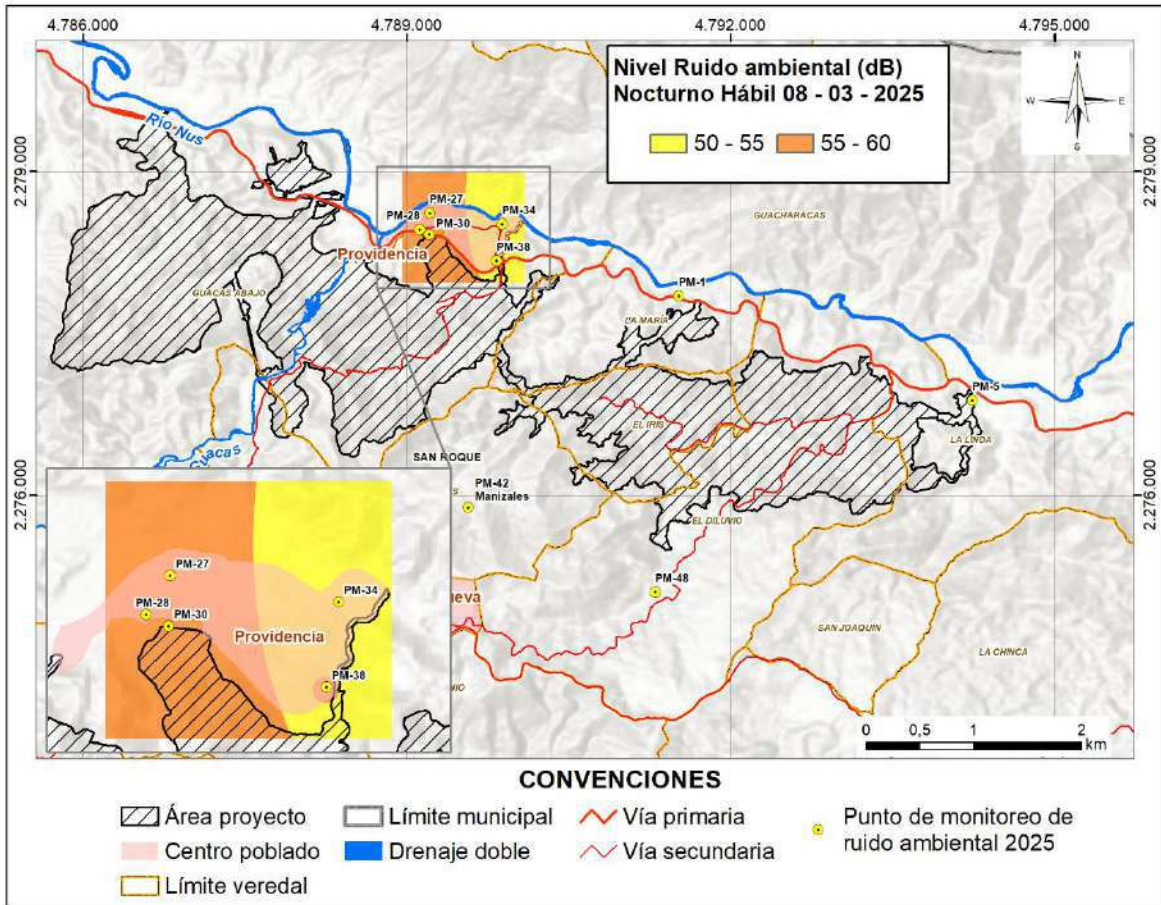 4.786.000
4.789.000
4.792.000
4.795.000
Nivel Ruido ambiental (dB)
Nocturno Hábil 08 - 03 - 2025
50 - 55
55 - 60
N
W
E
S
2.279.000
2.279.000
Río Nus
PM-27
PM-28
PM-30
PM-34
PM-38
Providencia
GUACHARACAS
GUACAS ABAJO
PM-1
LA MARÍA
PM-5
EL IRIS
LA LINDA
SAN ROQUE
PM-42
Manizales
2.276.000
2.276.000
EL DILUVIO
PM-48
SAN JOAQUIN
LA CHINCA
PM-27
PM-28
PM-30
PM-34
Providencia
PM-38
ueva
NIO
0
0,5
1
2
km
CONVENCIONES
Área proyecto
Límite municipal
Vía primaria
Punto de monitoreo de
ruido ambiental 2025
Centro poblado
Drenaje doble
Vía secundaria
Límite veredal